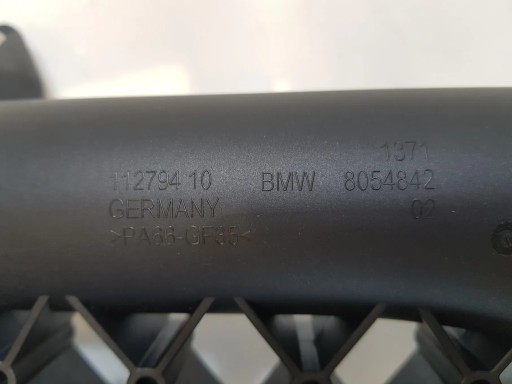 1371
112794 10 BMW 8054842
GERMANY 02
>PA66-GF35<